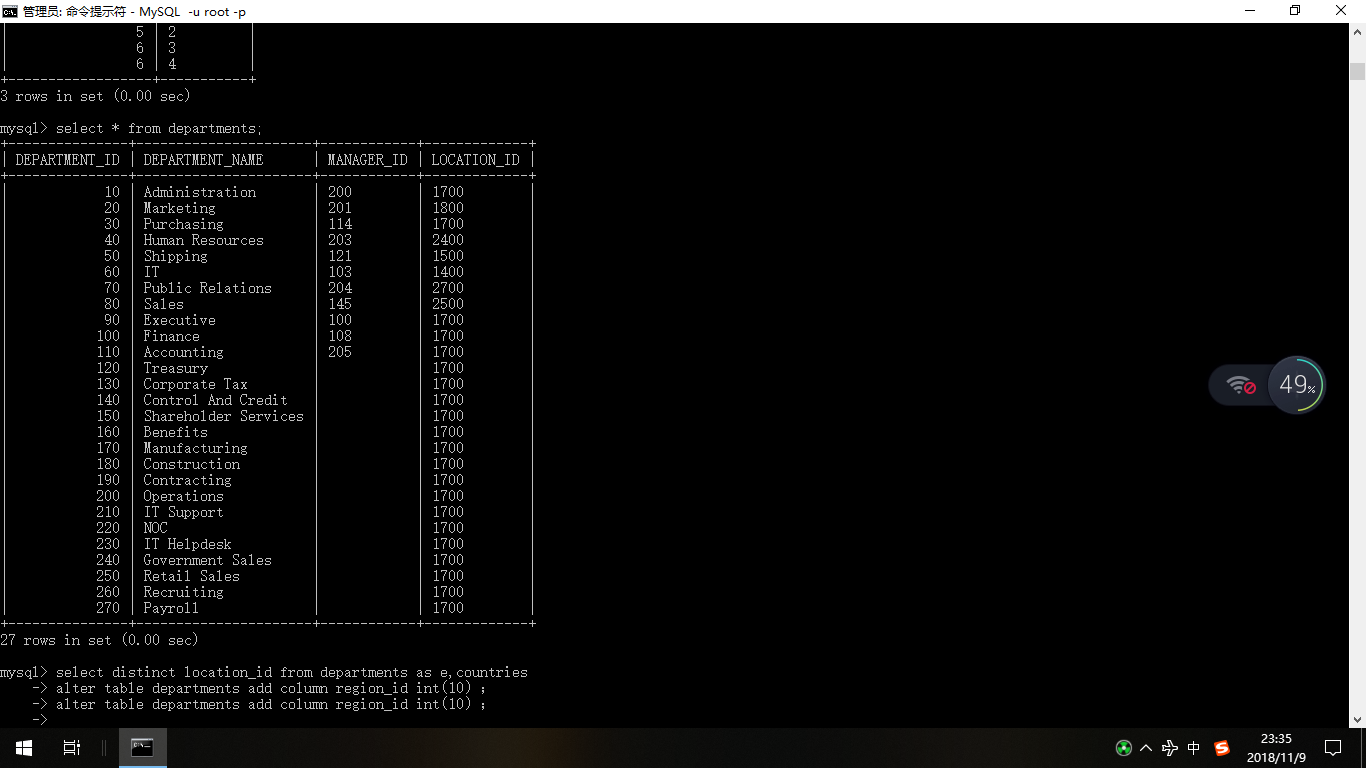 管理员: 命令提示符 - MySQL -u root -p
| 5 | 2 |
| 6 | 3 |
| 6 | 4 |
+------------------+-----------+
3 rows in set (0.00 sec)
mysql> select * from departments;
+---------------+----------------------+------------+-------------+
| DEPARTMENT_ID | DEPARTMENT_NAME | MANAGER_ID | LOCATION_ID |
+---------------+----------------------+------------+-------------+
| 10 | Administration | 200 | 1700 |
| 20 | Marketing | 201 | 1800 |
| 30 | Purchasing | 114 | 1700 |
| 40 | Human Resources | 203 | 2400 |
| 50 | Shipping | 121 | 1500 |
| 60 | IT | 103 | 1400 |
| 70 | Public Relations | 204 | 2700 |
| 80 | Sales | 145 | 2500 |
| 90 | Executive | 100 | 1700 |
| 100 | Finance | 108 | 1700 |
| 110 | Accounting | 205 | 1700 |
| 120 | Treasury | | 1700 |
| 130 | Corporate Tax | | 1700 |
| 140 | Control And Credit | | 1700 |
| 150 | Shareholder Services | | 1700 |
| 160 | Benefits | | 1700 |
| 170 | Manufacturing | | 1700 |
| 180 | Construction | | 1700 |
| 190 | Contracting | | 1700 |
| 200 | Operations | | 1700 |
| 210 | IT Support | | 1700 |
| 220 | NOC | | 1700 |
| 230 | IT Helpdesk | | 1700 |
| 240 | Government Sales | | 1700 |
| 250 | Retail Sales | | 1700 |
| 260 | Recruiting | | 1700 |
| 270 | Payroll | | 1700 |
+---------------+----------------------+------------+-------------+
27 rows in set (0.00 sec)
mysql> select distinct location_id from departments as e,countries
-> alter table departments add column region_id int(10) ;
-> alter table departments add column region_id int(10) ;
->
49%
中
23:35
2018/11/9